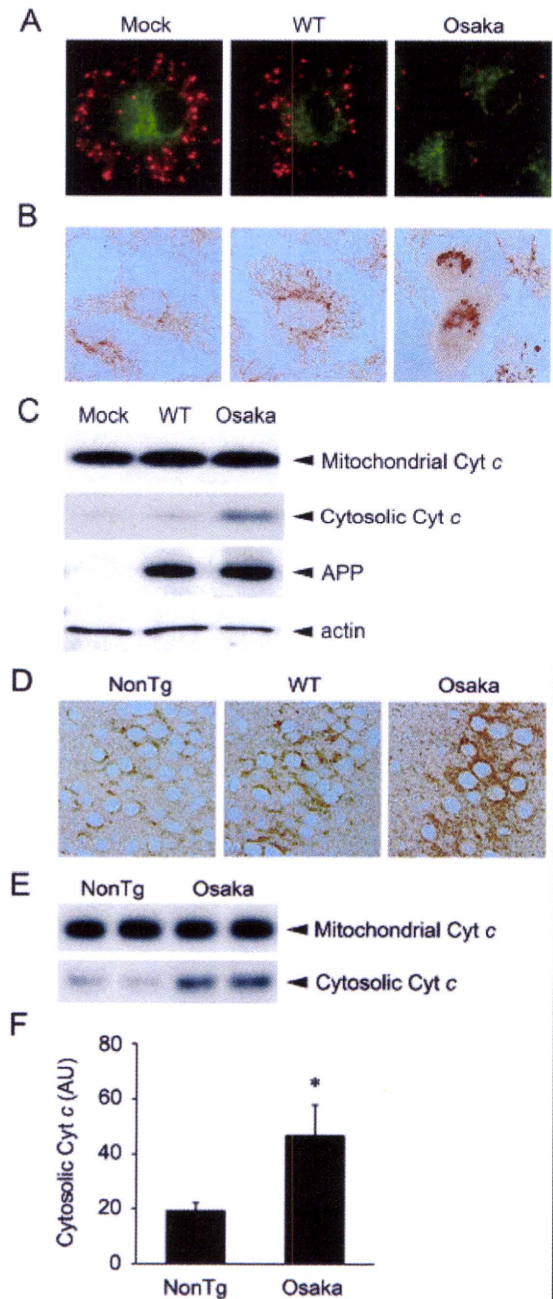 A
Mock WT Osaka
B
C
Mock WT Osaka
Mitochondrial Cyt c
Cytosolic Cyt c
APP
actin
D
NonTg WT Osaka
E
NonTg Osaka
Mitochondrial Cyt c
Cytosolic Cyt c
F
Cytosolic Cyt c (AU)
80
60
40
20
0
*
NonTg Osaka